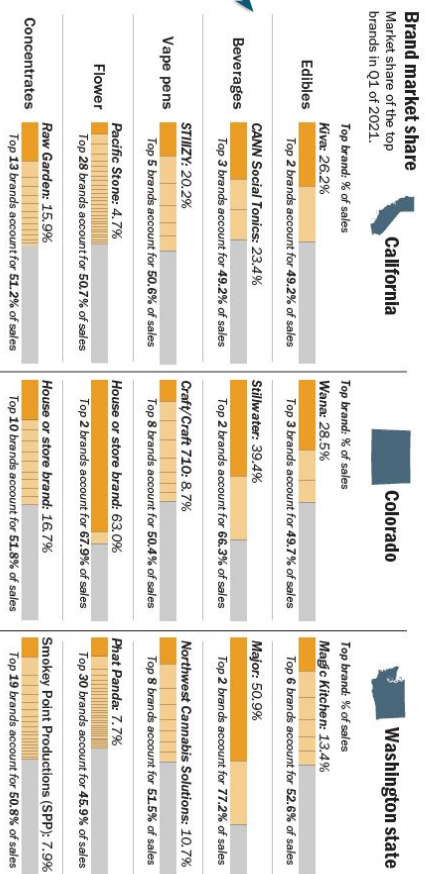 Brand market share
Market share of the top
brands in Q1 of 2021.
California
Colorado
Washington state
Top brand: % of sales
Top brand: % of sales
Top brand: % of sales
Edibles
Kiva: 26.2%
Top 2 brands account for 49.2% of sales
Wana: 28.5%
Top 3 brands account for 49.7% of sales
Magic Kitchen: 13.4%
Top 6 brands account for 52.6% of sales
Beverages
CANN Social Tonics: 23.4%
Top 3 brands account for 49.2% of sales
Stillwater: 39.4%
Top 2 brands account for 66.3% of sales
Major: 50.9%
Top 2 brands account for 77.2% of sales
Vape pens
STIIIZY: 20.2%
Top 5 brands account for 50.6% of sales
Craft/Craft 710: 8.7%
Top 8 brands account for 50.4% of sales
Northwest Cannabis Solutions: 10.7%
Top 8 brands account for 51.5% of sales
Flower
Pacific Stone: 4.7%
Top 28 brands account for 50.7% of sales
House or store brand: 63.0%
Top 2 brands account for 67.9% of sales
Phat Panda: 7.7%
Top 30 brands account for 45.9% of sales
Concentrates
Raw Garden: 15.9%
Top 13 brands account for 51.2% of sales
House or store brand: 16.7%
Top 10 brands account for 51.8% of sales
Smokey Point Productions (SPP): 7.9%
Top 19 brands account for 50.8% of sales